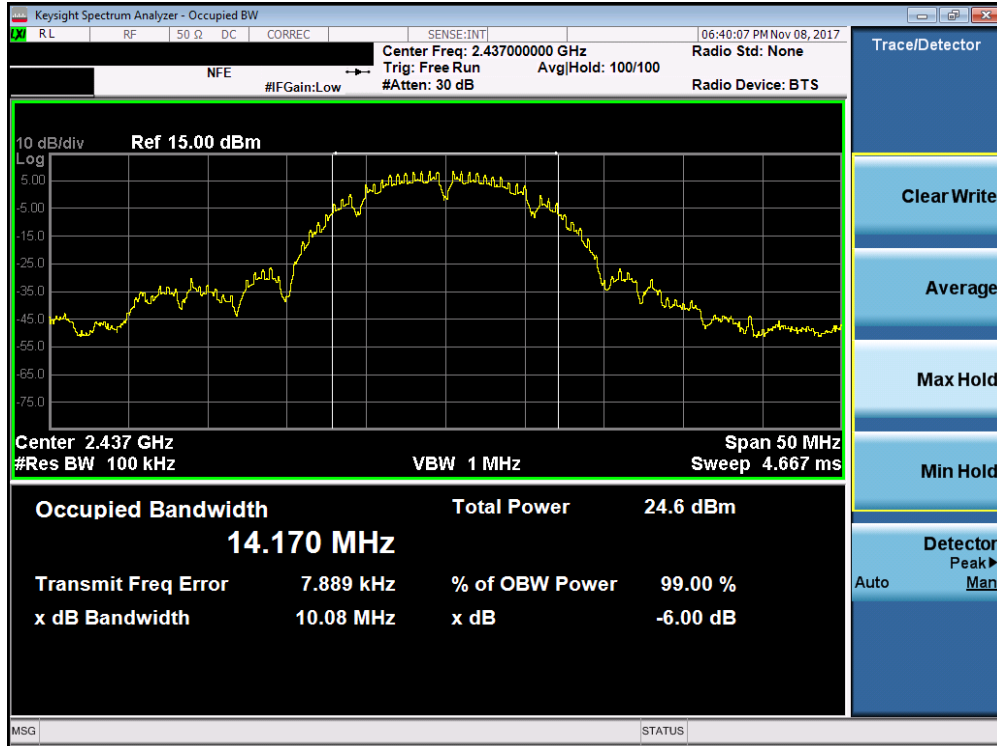 Keysight Spectrum Analyzer - Occupied BW
LXI RL RF 50 Ω DC CORREC SENSE:INT 06:40:07 PM Nov 08, 2017
Center Freq: 2.437000000 GHz Radio Std: None
NFE Trig: Free Run Avg|Hold: 100/100
#IFGain:Low #Atten: 30 dB Radio Device: BTS
Trace/Detector
10 dB/div Ref 15.00 dBm
Log
5.00
-5.00
-15.0
-25.0
-35.0
-45.0
-55.0
-65.0
-75.0
Center 2.437 GHz Span 50 MHz
#Res BW 100 kHz VBW 1 MHz Sweep 4.667 ms
Occupied Bandwidth Total Power 24.6 dBm
14.170 MHz
Transmit Freq Error 7.889 kHz % of OBW Power 99.00 %
x dB Bandwidth 10.08 MHz x dB -6.00 dB
Clear Write
Average
Max Hold
Min Hold
Detector
Peak▶
Auto Man
MSG STATUS